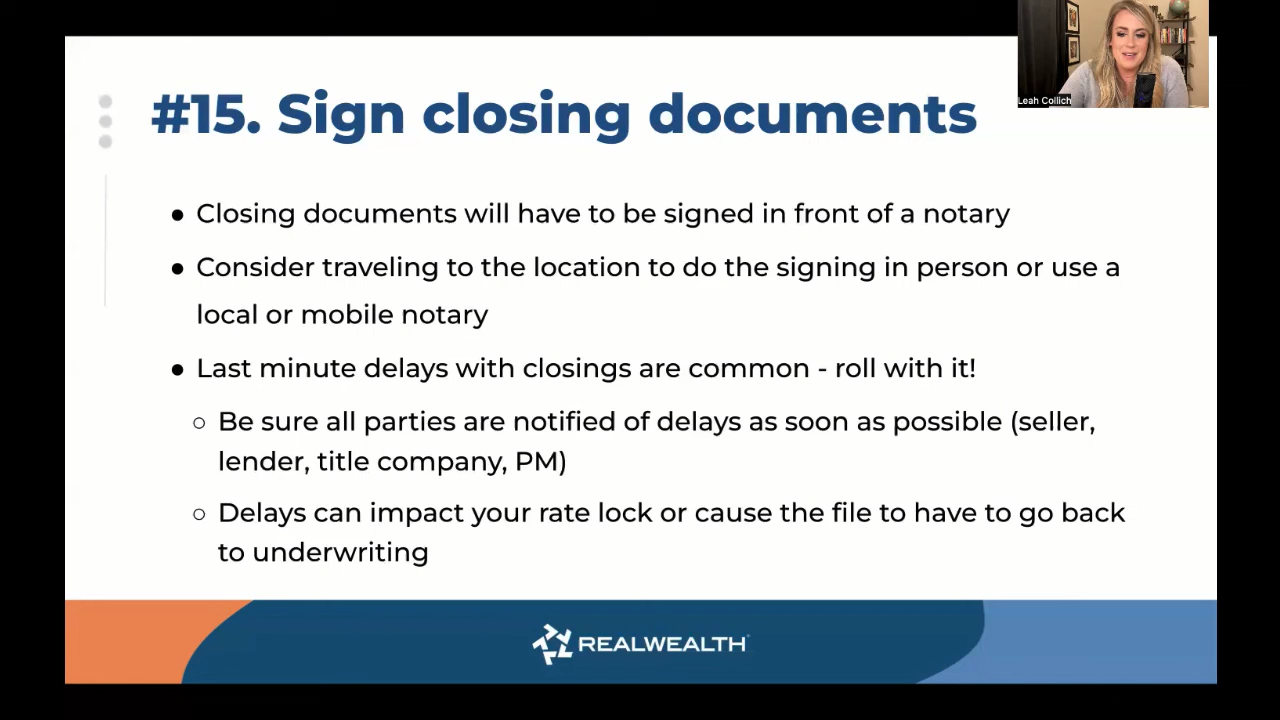 Leah Collich
#15. Sign closing documents
● Closing documents will have to be signed in front of a notary
● Consider traveling to the location to do the signing in person or use a
local or mobile notary
● Last minute delays with closings are common - roll with it!
○ Be sure all parties are notified of delays as soon as possible (seller,
lender, title company, PM)
○ Delays can impact your rate lock or cause the file to have to go back
to underwriting
REALWEALTH